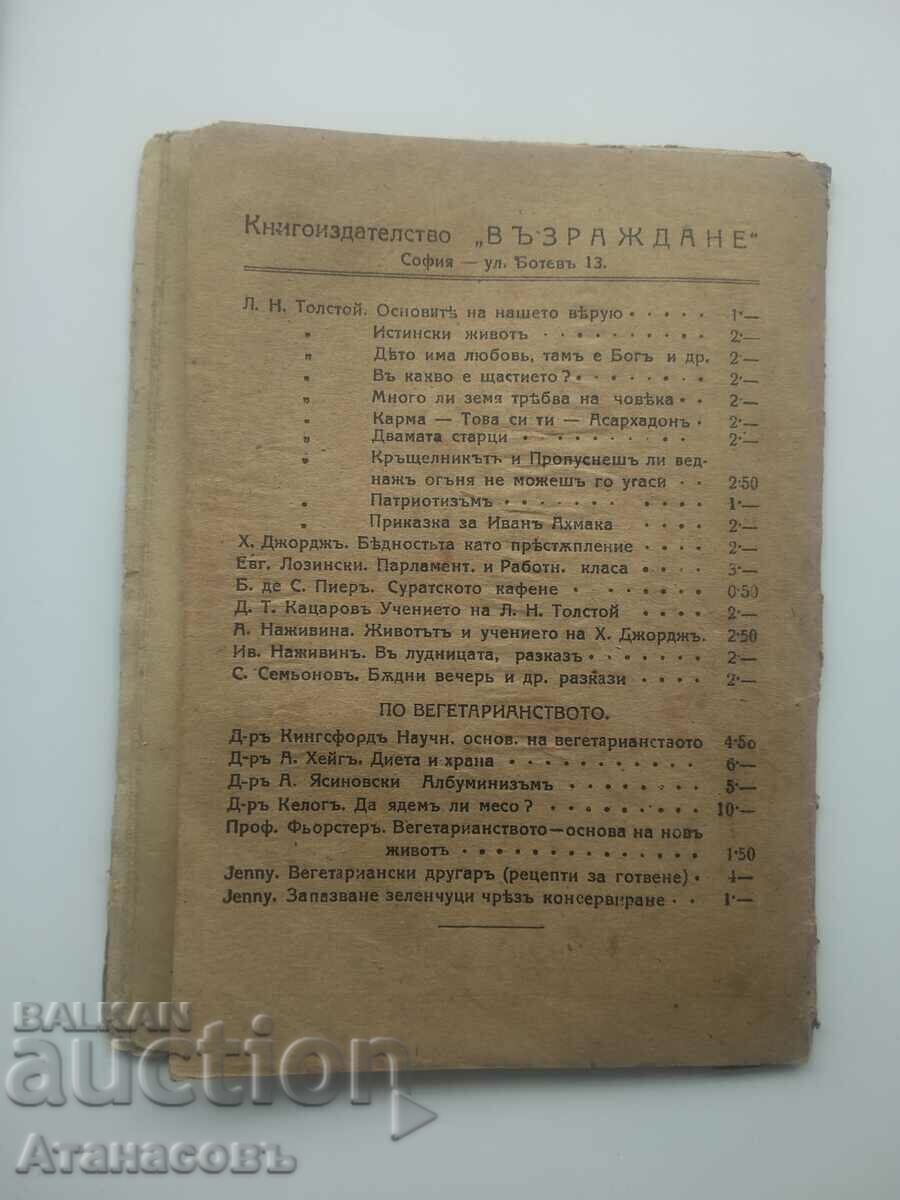 Книгоиздателство „ВЪЗРАЖДАНЕ“
София — ул. Ботевъ 13.
Л. Н. Толстой. Основитѣ на нашето вѣрую · · · · 1·—
„ Истински животъ · · · · · · · · 2·—
„ Дѣто има любовь, тамъ е Богъ и др. 2·—
„ Въ какво е щастието? · · · · · · · 2·—
„ Много ли земя трѣбва на човѣка · · 2·—
„ Карма — Това си ти — Асархадонъ · 2·—
„ Двамата старци · · · · · · · · 2·—
„ Кръщелникътъ и Пропуснешъ ли вед-
нажъ огъня не можешъ го угаси · · 2·50
„ Патриотизъмъ · · · · · · · · · 1·—
„ Приказка за Иванъ Ахмака · · · · 2·—
Х. Джорджъ. Бѣдностьта като прѣстѫпление · · · · 2·—
Евг. Лозински. Парламент. и Работн. класа · · · · 3·—
Б. де С. Пиеръ. Суратското кафене · · · · · · · 0·50
Д. Т. Кацаровъ Учението на Л. Н. Толстой · · · · 2·—
А. Наживина. Животътъ и учението на Х. Джорджъ. 2·50
Ив. Наживинъ. Въ лудницата, разказъ · · · · · · 2·—
С. Семьоновъ. Бѫдни вечерь и др. разкази · · · · 2·—
ПО ВЕГЕТАРИАНСТВОТО.
Д-ръ Кингсфордъ Научн. основ. на вегетарианстаото 4·50
Д-ръ А. Хейгъ. Диета и храна · · · · · · · · · 6·—
Д-ръ А. Ясиновски Албуминизъмъ · · · · · · · 5·—
Д-ръ Келогъ. Да ядемъ ли месо? · · · · · · · · 10·—
Проф. Фьорстеръ. Вегетарианството—основа на новъ
животъ · · · · · · · · · · · · 1·50
Jenny. Вегетариански другаръ (рецепти за готвене) · 4—
Jenny. Запазване зеленчуци чрѣзъ консервиране · · 1·—
BALKAN
auction
Атанасовъ